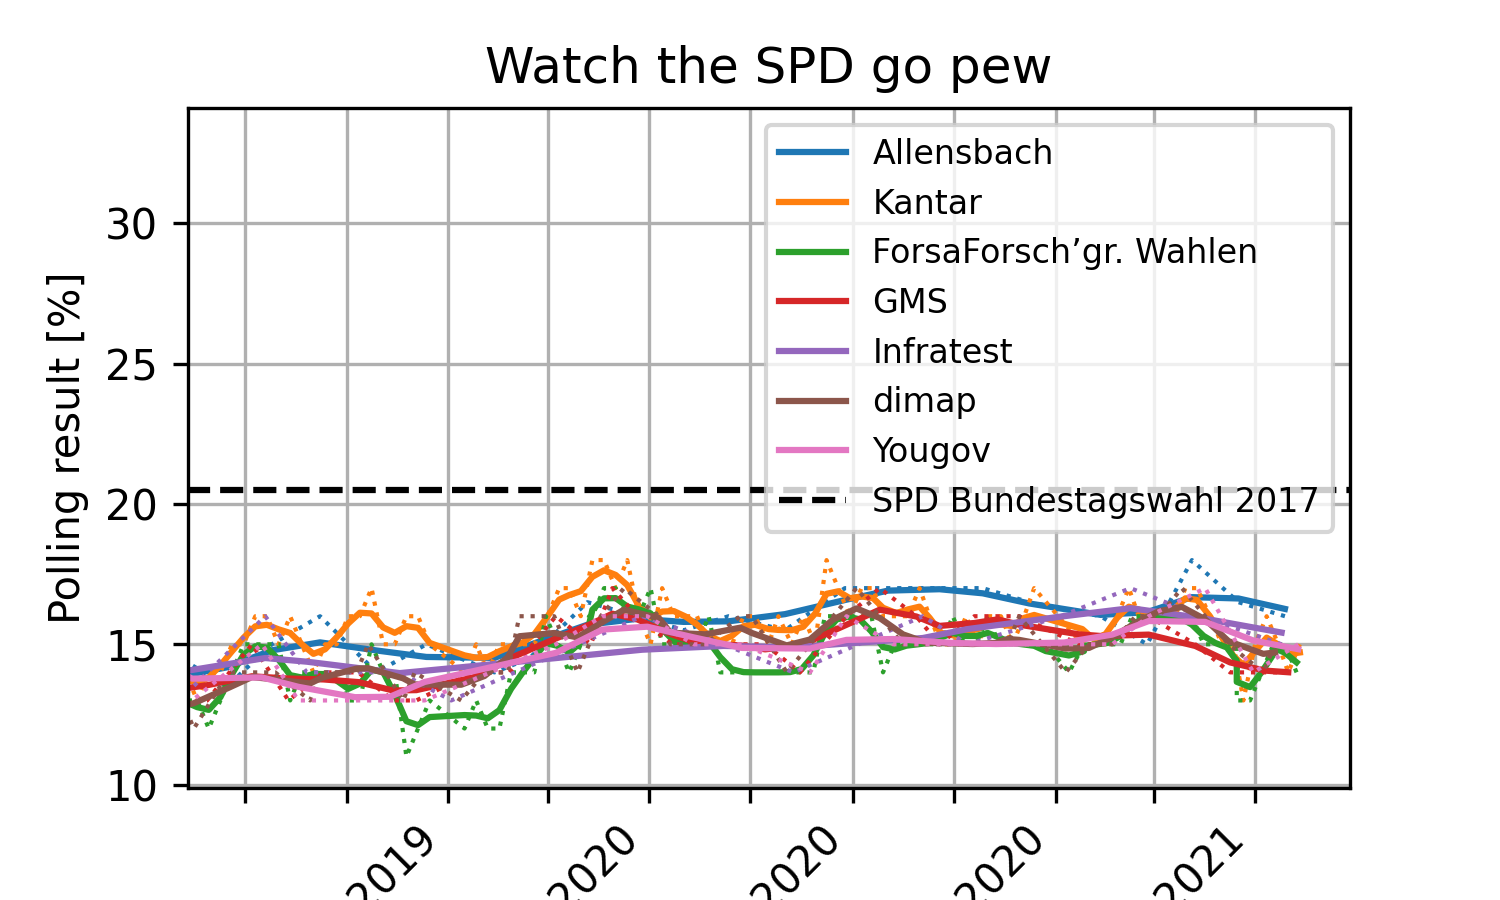 Watch the SPD go pew
Allensbach
Kantar
ForsaForsch’gr. Wahlen
GMS
Infratest
dimap
Yougov
SPD Bundestagswahl 2017
Polling result [%]
30
25
20
15
10
2019
2020
2020
2020
2021